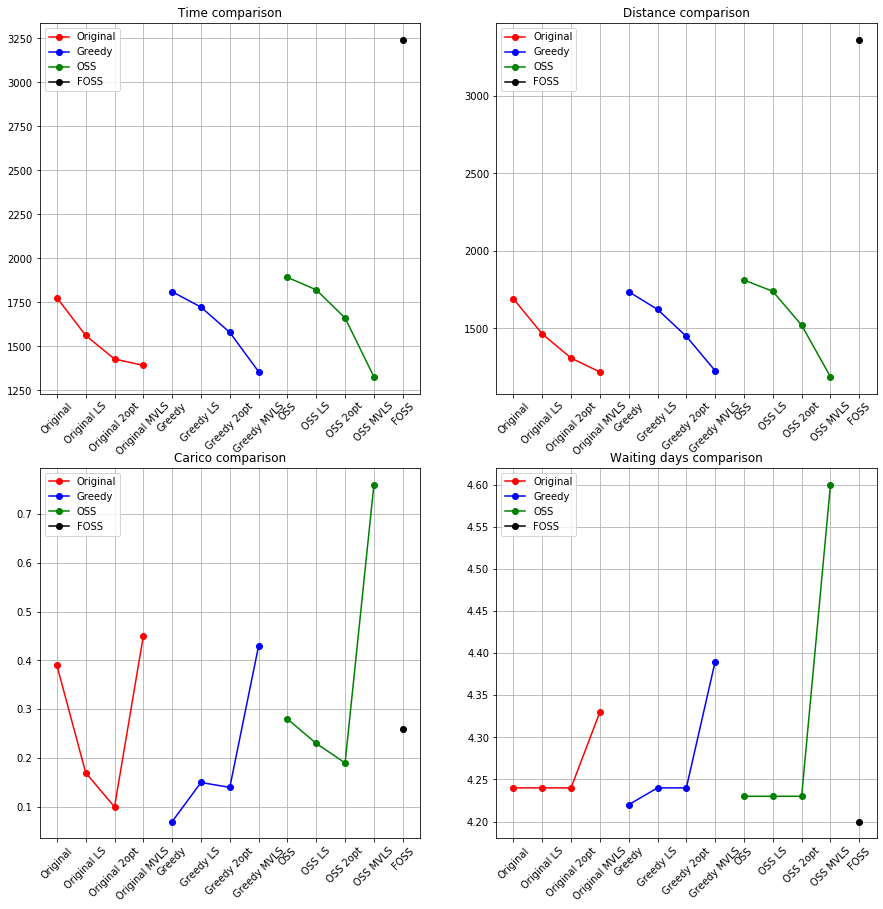 Time comparison
Original
Greedy
OSS
FOSS
3250
3000
2750
2500
2250
2000
1750
1500
1250
Original
Original LS
Original 2opt
Original MVLS
Greedy
Greedy LS
Greedy 2opt
Greedy MVLS
OSS
OSS LS
OSS 2opt
OSS MVLS
FOSS
Distance comparison
Original
Greedy
OSS
FOSS
3000
2500
2000
1500
Original
Original LS
Original 2opt
Original MVLS
Greedy
Greedy LS
Greedy 2opt
Greedy MVLS
OSS
OSS LS
OSS 2opt
OSS MVLS
FOSS
Carico comparison
Original
Greedy
OSS
FOSS
0.7
0.6
0.5
0.4
0.3
0.2
0.1
Original
Original LS
Original 2opt
Original MVLS
Greedy
Greedy LS
Greedy 2opt
Greedy MVLS
OSS
OSS LS
OSS 2opt
OSS MVLS
FOSS
Waiting days comparison
Original
Greedy
OSS
FOSS
4.60
4.55
4.50
4.45
4.40
4.35
4.30
4.25
4.20
Original
Original LS
Original 2opt
Original MVLS
Greedy
Greedy LS
Greedy 2opt
Greedy MVLS
OSS
OSS LS
OSS 2opt
OSS MVLS
FOSS